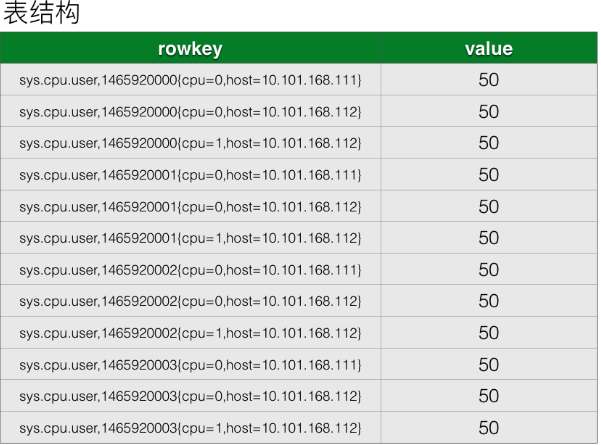 表结构
rowkey value
sys.cpu.user,1465920000{cpu=0,host=10.101.168.111} 50
sys.cpu.user,1465920000{cpu=0,host=10.101.168.112} 50
sys.cpu.user,1465920000{cpu=1,host=10.101.168.112} 50
sys.cpu.user,1465920001{cpu=0,host=10.101.168.111} 50
sys.cpu.user,1465920001{cpu=0,host=10.101.168.112} 50
sys.cpu.user,1465920001{cpu=1,host=10.101.168.112} 50
sys.cpu.user,1465920002{cpu=0,host=10.101.168.111} 50
sys.cpu.user,1465920002{cpu=0,host=10.101.168.112} 50
sys.cpu.user,1465920002{cpu=1,host=10.101.168.112} 50
sys.cpu.user,1465920003{cpu=0,host=10.101.168.111} 50
sys.cpu.user,1465920003{cpu=0,host=10.101.168.112} 50
sys.cpu.user,1465920003{cpu=1,host=10.101.168.112} 50